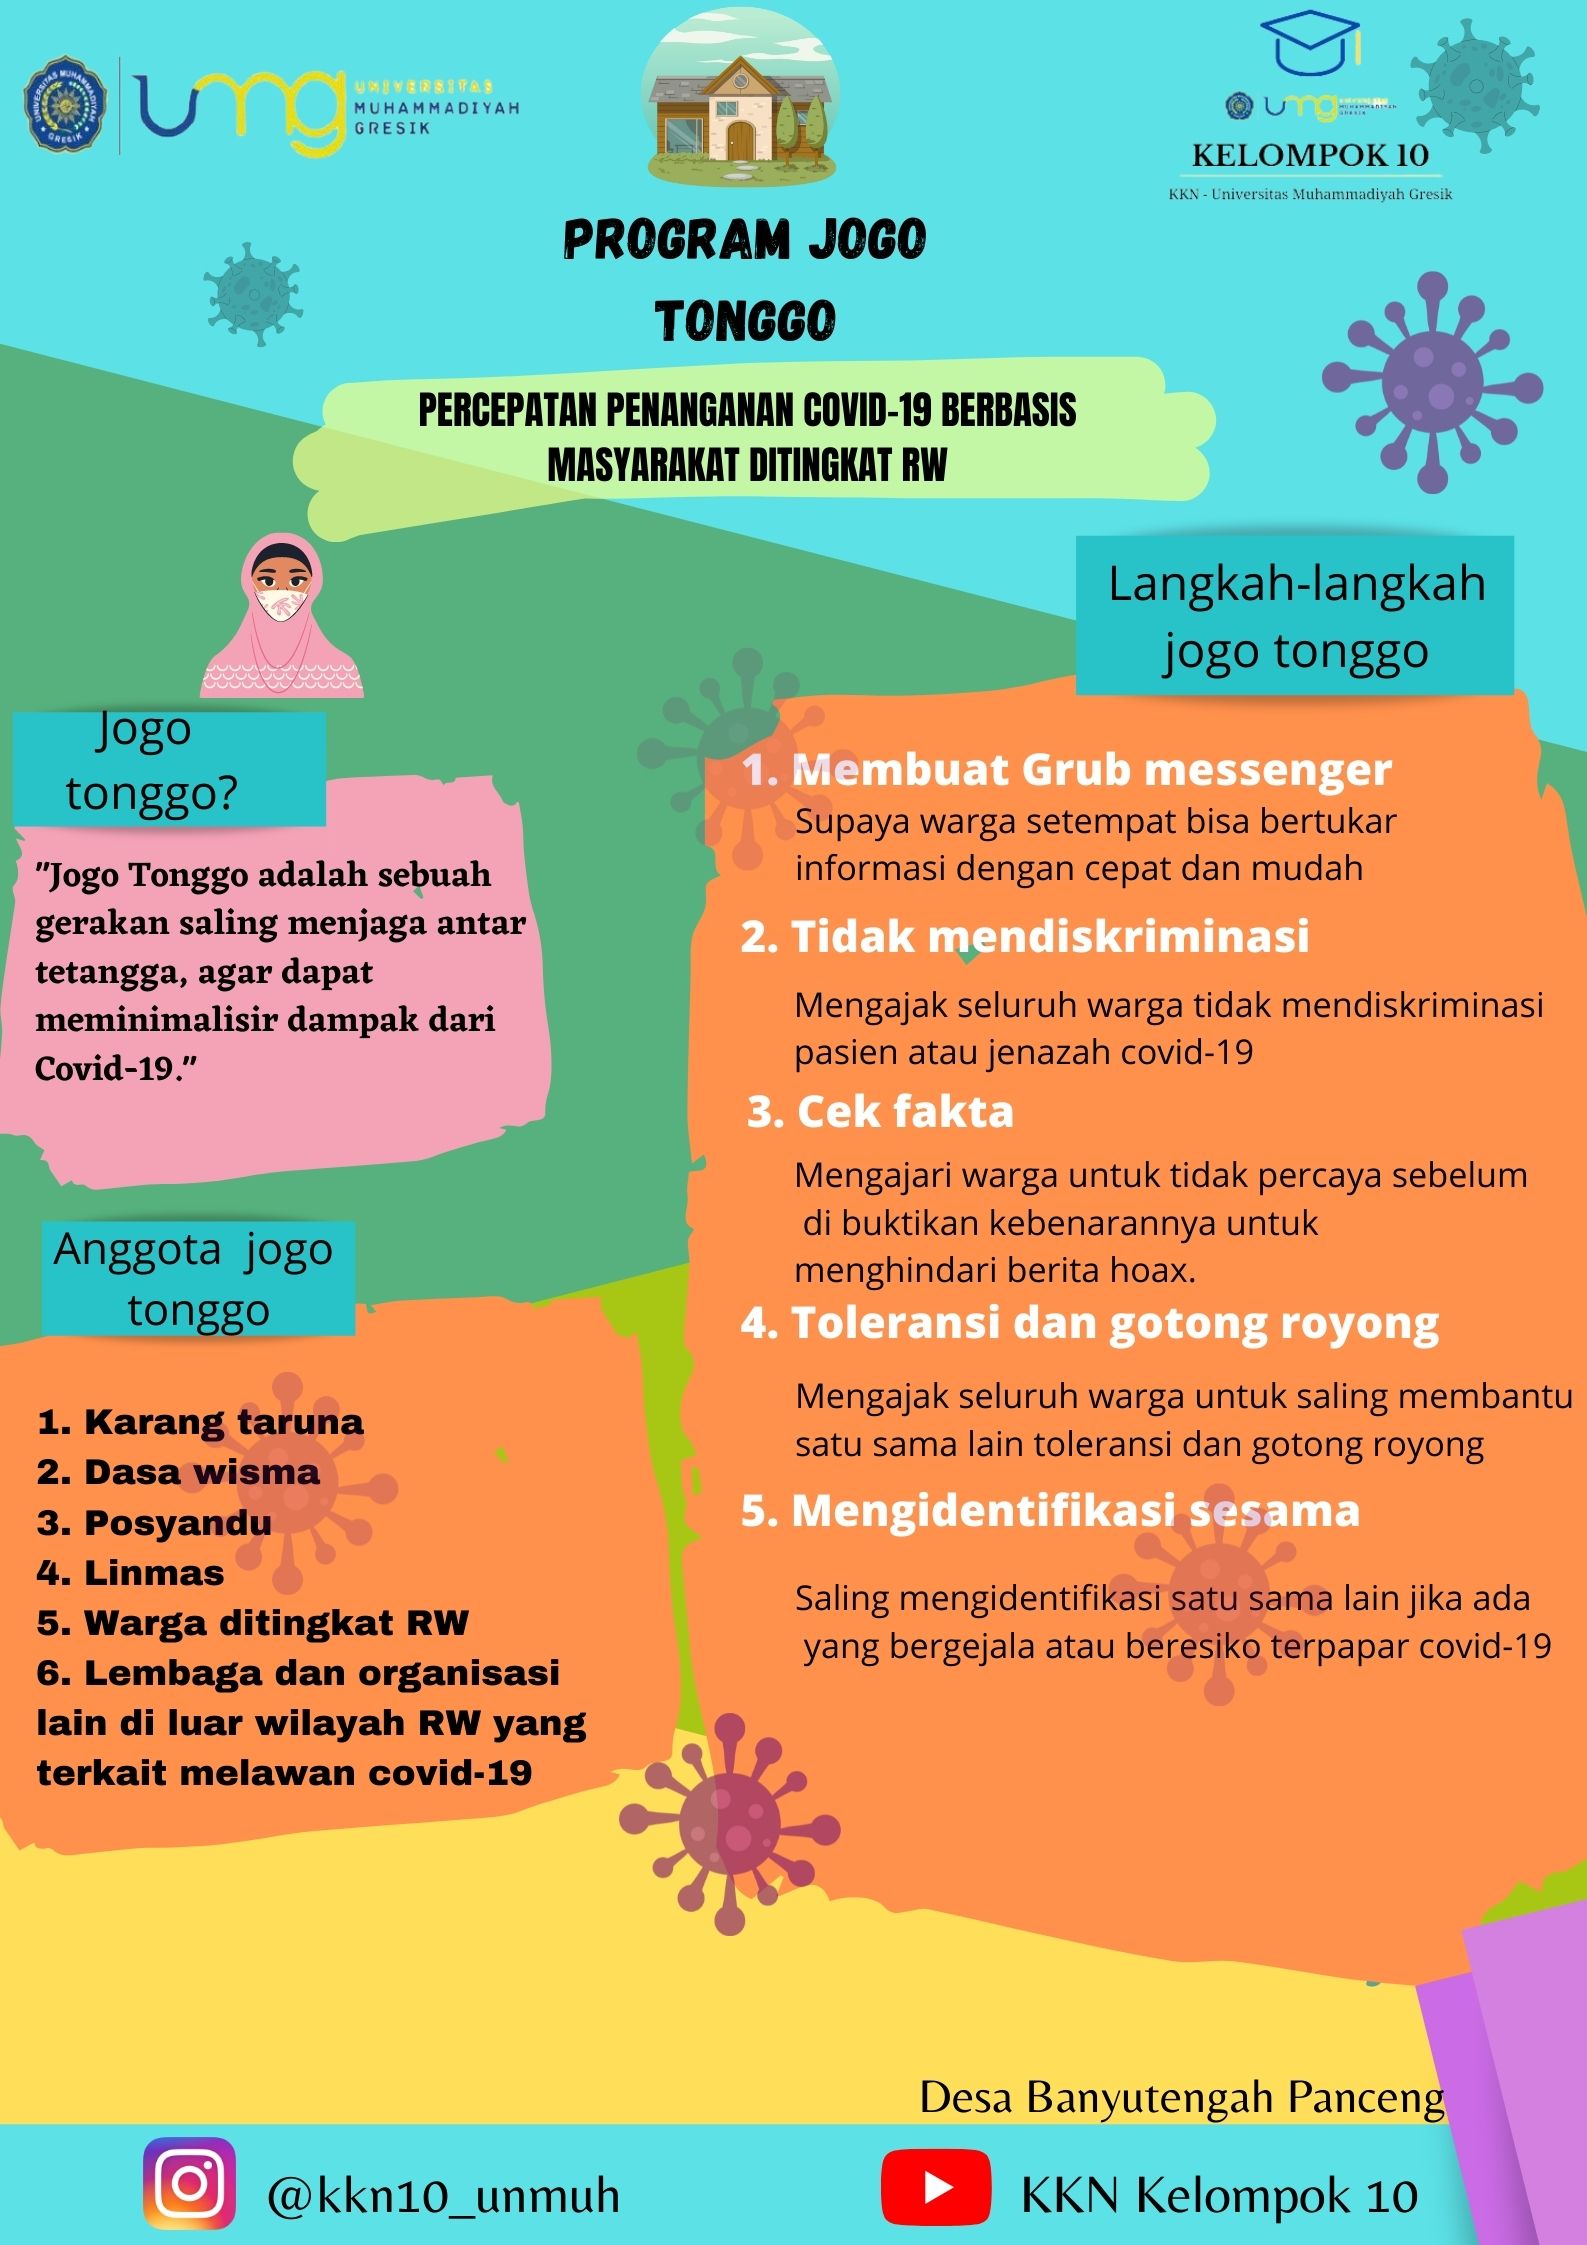 UNIVERSITAS
MUHAMMADIYAH
GRESIK
umg
UNIVERSITAS MUHAMMADIYAH
GRESIK
umg
KELOMPOK 10
KKN - Universitas Muhammadiyah Gresik
PROGRAM JOGO
TONGGO
PERCEPATAN PENANGANAN COVID-19 BERBASIS
MASYARAKAT DITINGKAT RW
Jogo
tonggo?
"Jogo Tonggo adalah sebuah
gerakan saling menjaga antar
tetangga, agar dapat
meminimalisir dampak dari
Covid-19."
Anggota jogo
tonggo
1. Karang taruna
2. Dasa wisma
3. Posyandu
4. Linmas
5. Warga ditingkat RW
6. Lembaga dan organisasi
lain di luar wilayah RW yang
terkait melawan covid-19
Langkah-langkah
jogo tonggo
1. Membuat Grub messenger
Supaya warga setempat bisa bertukar
informasi dengan cepat dan mudah
2. Tidak mendiskriminasi
Mengajak seluruh warga tidak mendiskriminasi
pasien atau jenazah covid-19
3. Cek fakta
Mengajari warga untuk tidak percaya sebelum
di buktikan kebenarannya untuk
menghindari berita hoax.
4. Toleransi dan gotong royong
Mengajak seluruh warga untuk saling membantu
satu sama lain toleransi dan gotong royong
5. Mengidentifikasi sesama
Saling mengidentifikasi satu sama lain jika ada
yang bergejala atau beresiko terpapar covid-19
Desa Banyutengah Panceng
@kkn10_unmuh
KKN Kelompok 10